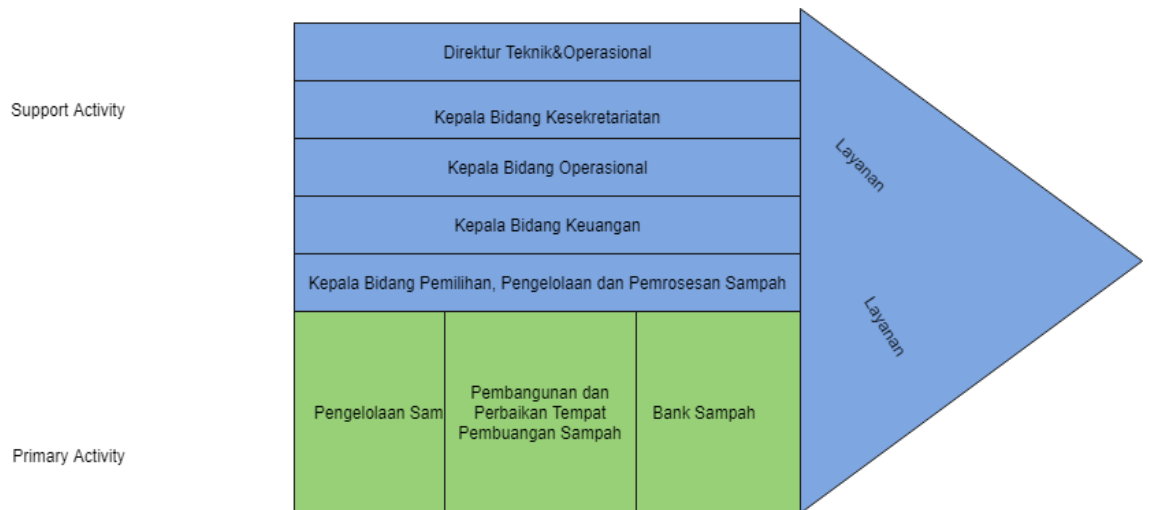 Direktur Teknik&Operasional
Support Activity
Kepala Bidang Kesekretariatan
Layanan
Kepala Bidang Operasional
Kepala Bidang Keuangan
Kepala Bidang Pemilihan, Pengelolaan dan Pemrosesan Sampah
Layanan
Pengelolaan Sam
Pembangunan dan
Perbaikan Tempat
Pembuangan Sampah
Bank Sampah
Primary Activity